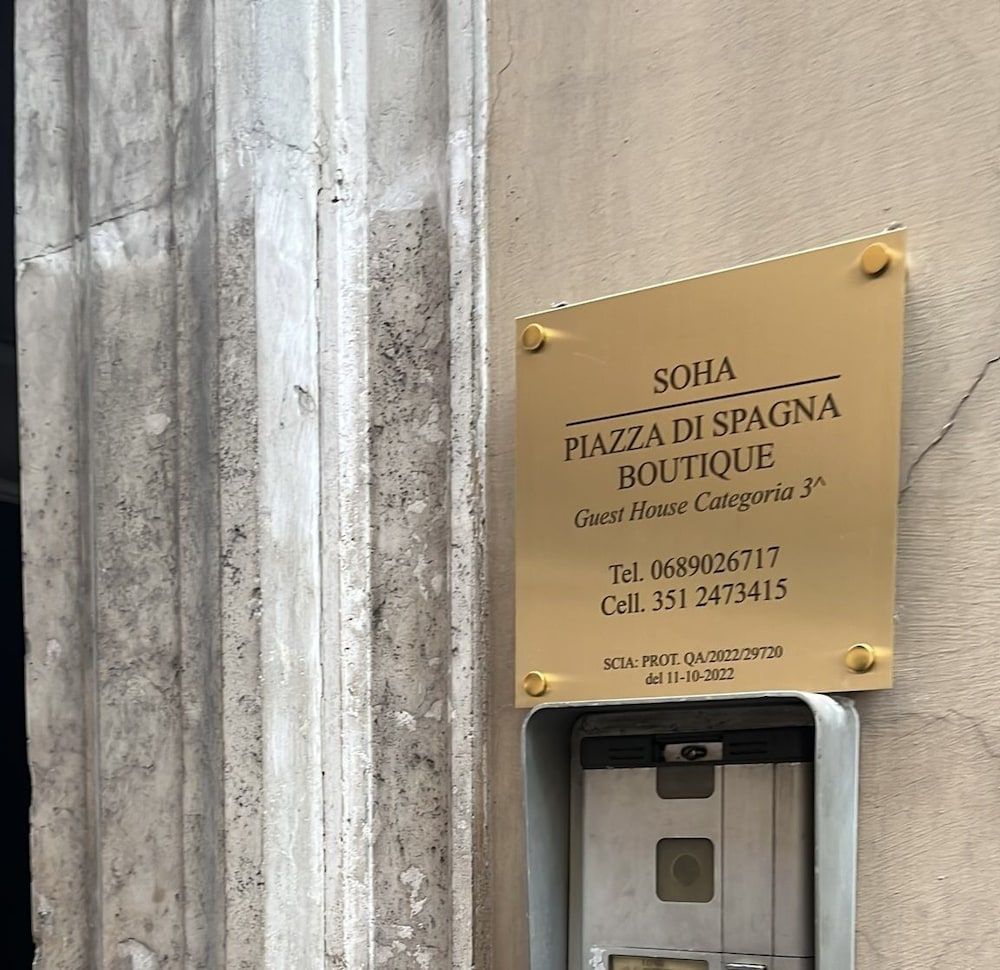 SOHA
PIAZZA DI SPAGNA
BOUTIQUE
Guest House Categoria 3^
Tel. 0689026717
Cell. 351 2473415
SCIA: PROT. QA/2022/29720
del 11-10-2022